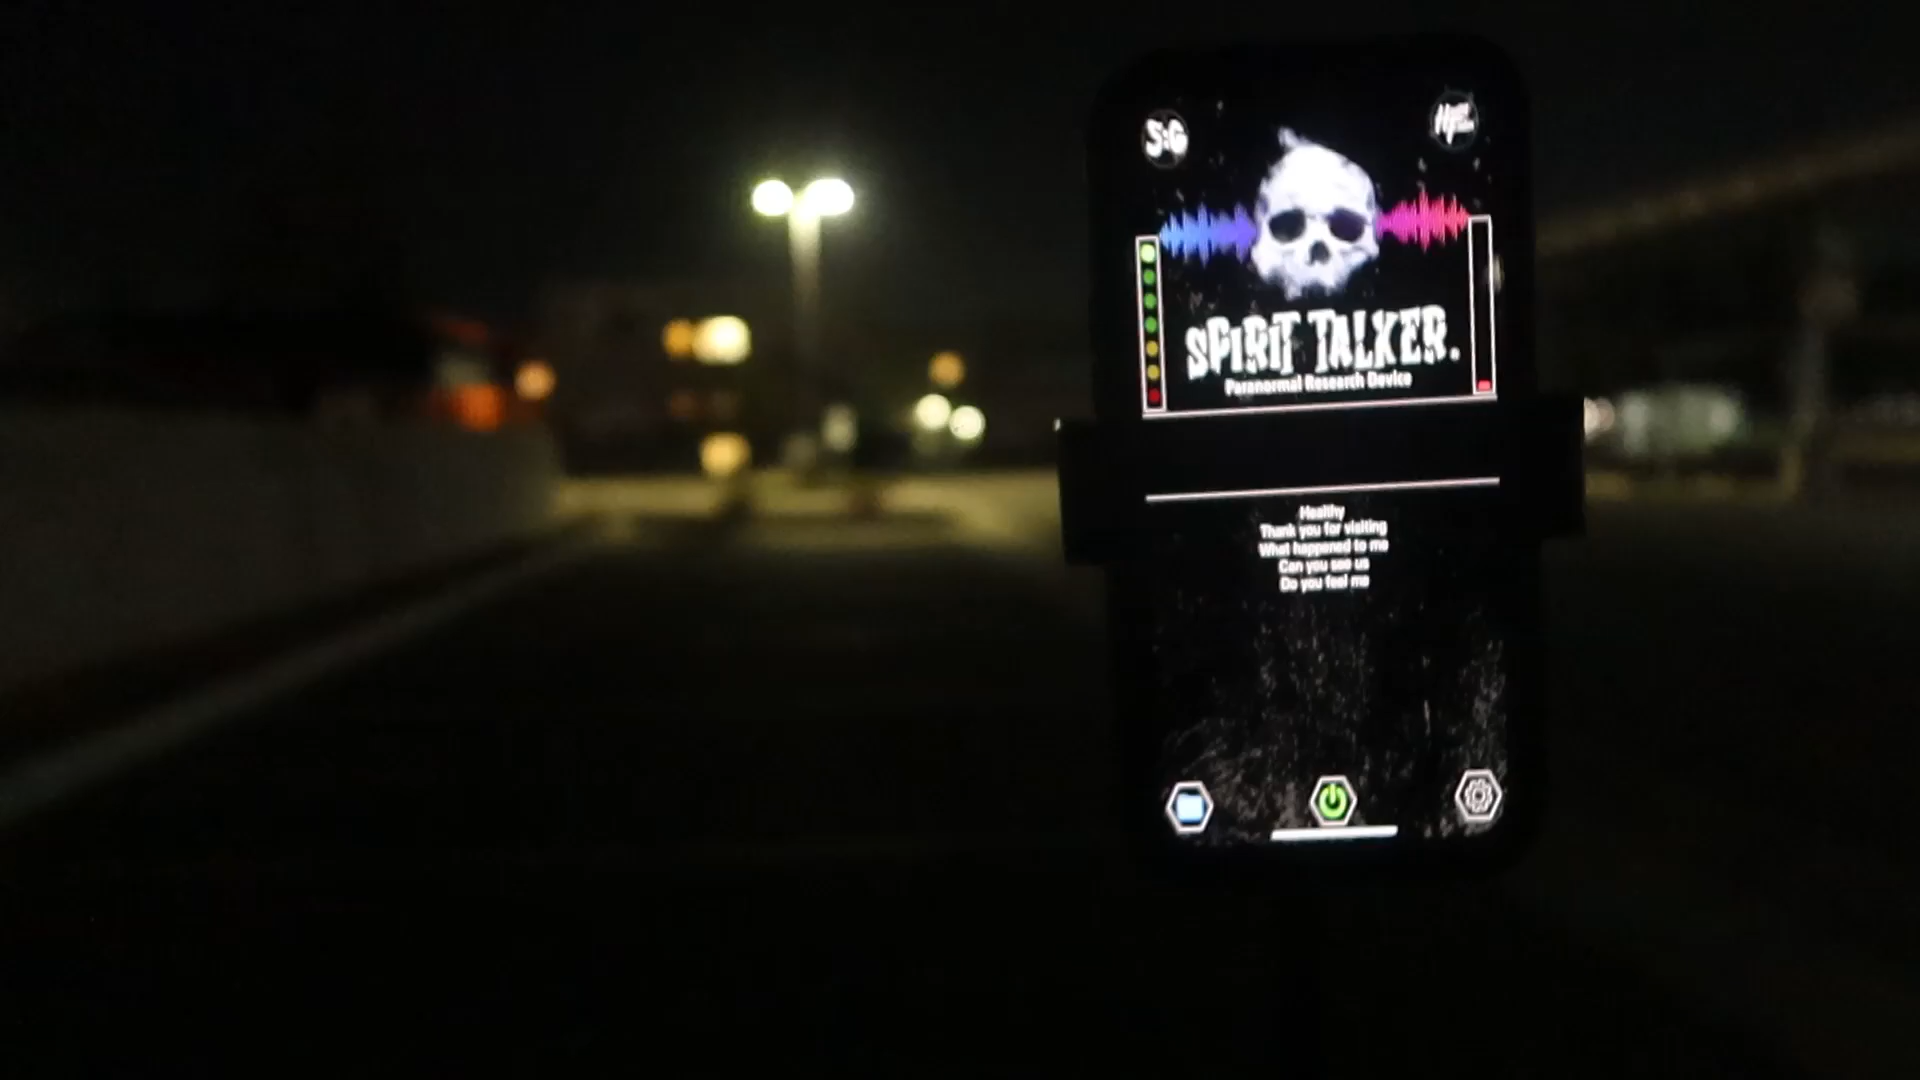 S:G
SPIRIT TALKER.
Paranormal Research Device
Healthy
Thank you for visiting
What happened to me
Can you see us
Do you feel me